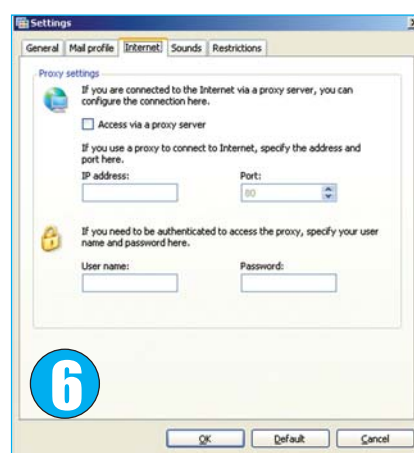 Settings
General Mail profile Internet Sounds Restrictions
Proxy settings
If you are connected to the Internet via a proxy server, you can
configure the connection here.
Access via a proxy server
If you use a proxy to connect to Internet, specify the address and
port here.
IP address: Port:
80
If you need to be authenticated to access the proxy, specify your user
name and password here.
User name: Password:
6
OK Default Cancel